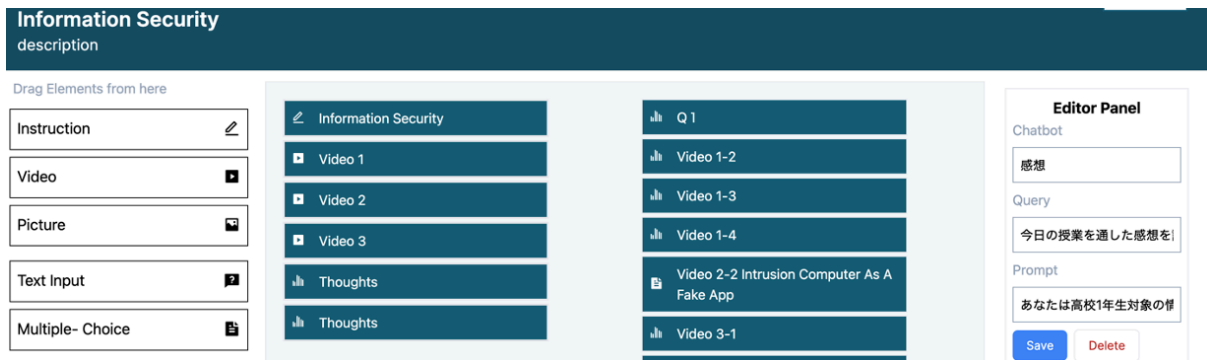 Information Security
description
Drag Elements from here
Instruction
Video
Picture
Text Input
Multiple- Choice
Information Security
Video 1
Video 2
Video 3
Thoughts
Thoughts
Q 1
Video 1-2
Video 1-3
Video 1-4
Video 2-2 Intrusion Computer As A
Fake App
Video 3-1
Editor Panel
Chatbot
感想
Query
今日の授業を通した感想を
Prompt
あなたは高校1年生対象の情
Save
Delete